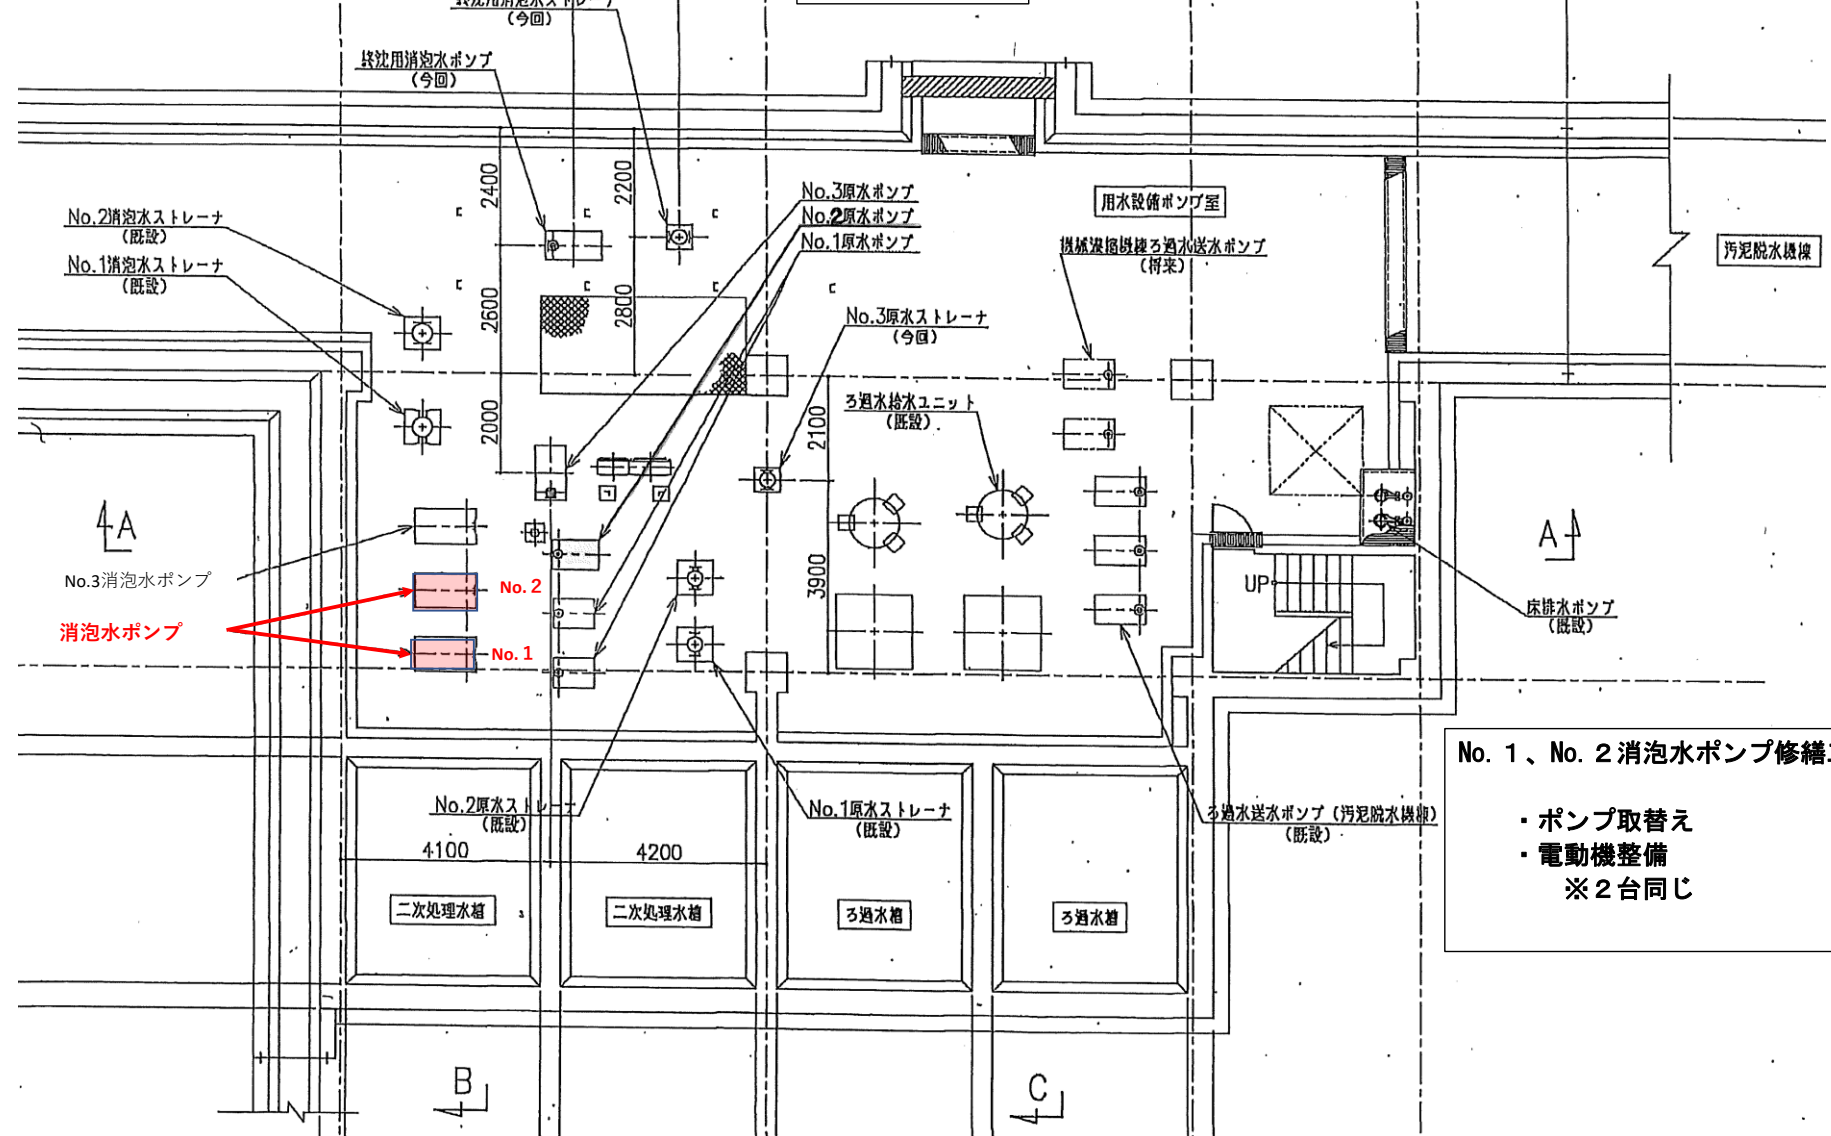 (今回)
終沈用消泡水ポンプ
(今回)
No.2消泡水ストレーナ
(既設)
No.1消泡水ストレーナ
(既設)
2400
2200
2600
2800
2000
No.3原水ポンプ
No.2原水ポンプ
No.1原水ポンプ
用水設備ポンプ室
(将来)
汚泥脱水機棟
No.3原水ストレーナ
(今回)
ろ過水給水ユニット
(既設)
2100
3900
A
A
No.3消泡水ポンプ
消泡水ポンプ
No.2
No.1
UP
床排水ポンプ
(既設)
No.1、No.2消泡水ポンプ修繕
・ポンプ取替え
・電動機整備
※2台同じ
No.2原水ストレーナ
(既設)
No.1原水ストレーナ
(既設)
ろ過水送水ポンプ(汚泥脱水機棟)
(既設)
4100
4200
二次処理水槽
二次処理水槽
ろ過水槽
ろ過水槽
B
C